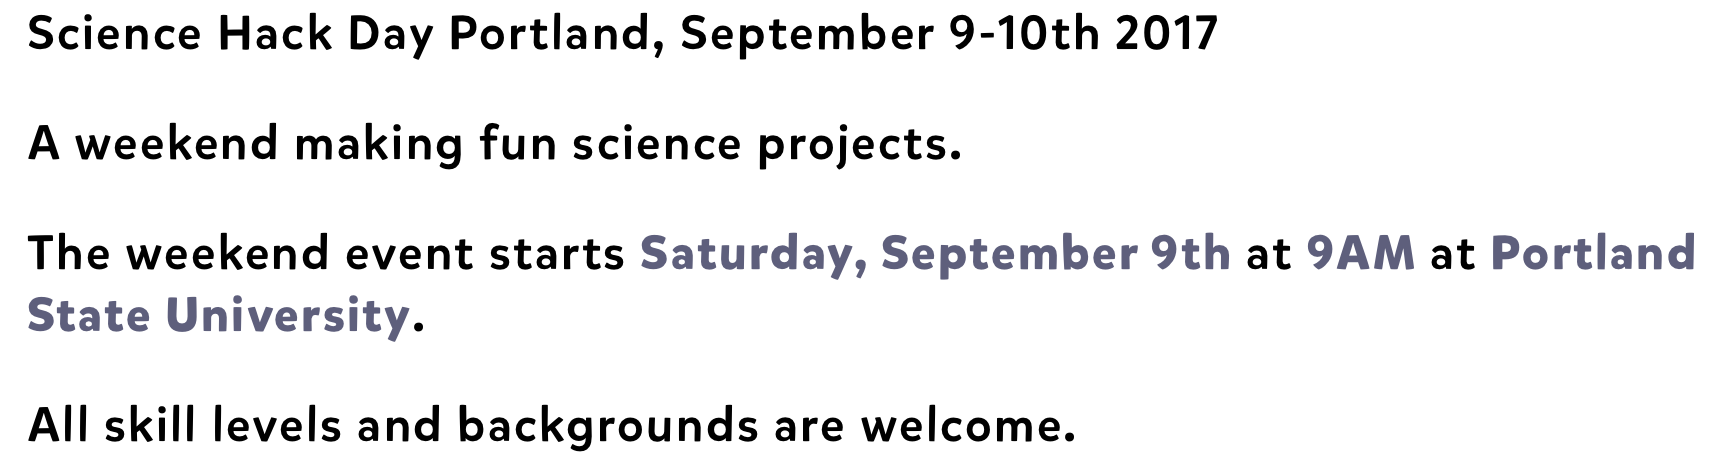 Science Hack Day Portland, September 9-10th 2017
A weekend making fun science projects.
The weekend event starts Saturday, September 9th at 9AM at Portland
State University.
All skill levels and backgrounds are welcome.